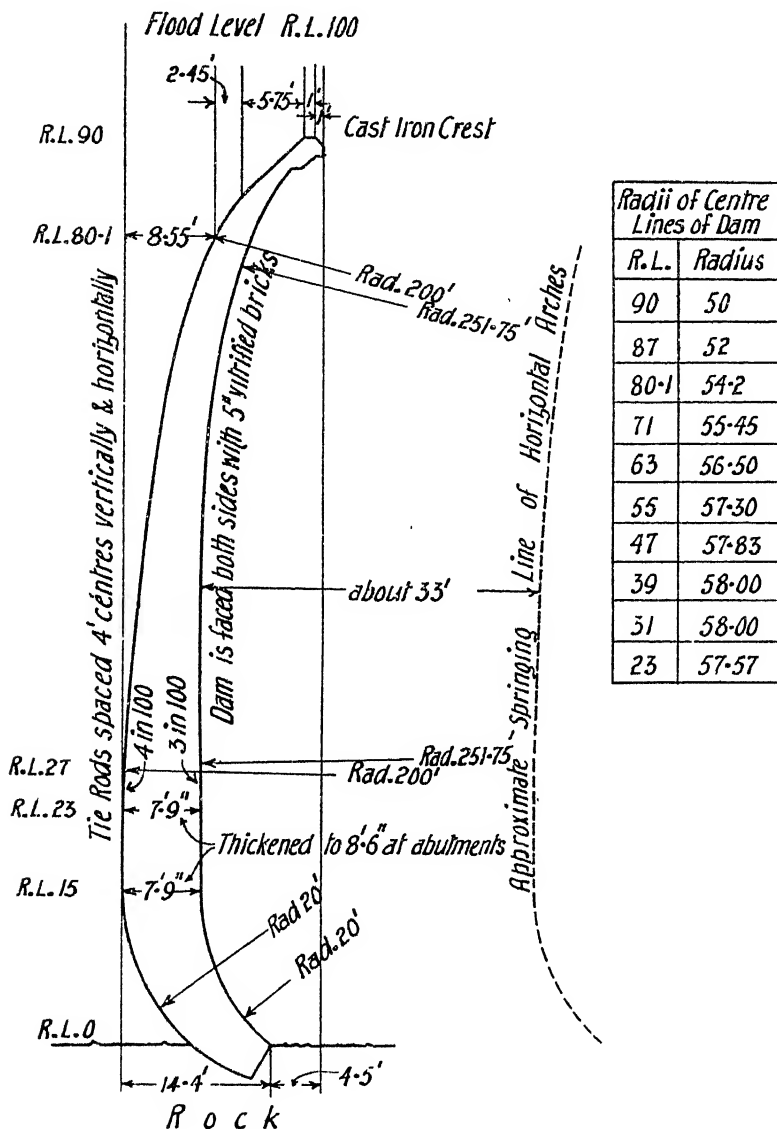 Flood Level R.L.100
2·45'
5·75'
1'
1'
R.L. 90
Cast Iron Crest
R.L. 80·1
8·55'
Rad. 200'
Rad. 251·75'
Tie Rods spaced 4' centres vertically & horizontally
Dam is faced both sides with 5" vitrified bricks
Approximate Springing Line of Horizontal Arches
about 33'
4 in 100
3 in 100
Rad. 251·75
R.L. 27
Rad. 200'
R.L. 23
7'·9"
Thickened to 8'·6" at abutments
R.L. 15
7'·9"
Rad 20'
Rad. 20'
R.L. 0
14·4'
4·5'
Rock
Radii of Centre
Lines of Dam
R.L. Radius
90 50
87 52
80·1 54·2
71 55·45
63 56·50
55 57·30
47 57·83
39 58·00
31 58·00
23 57·57